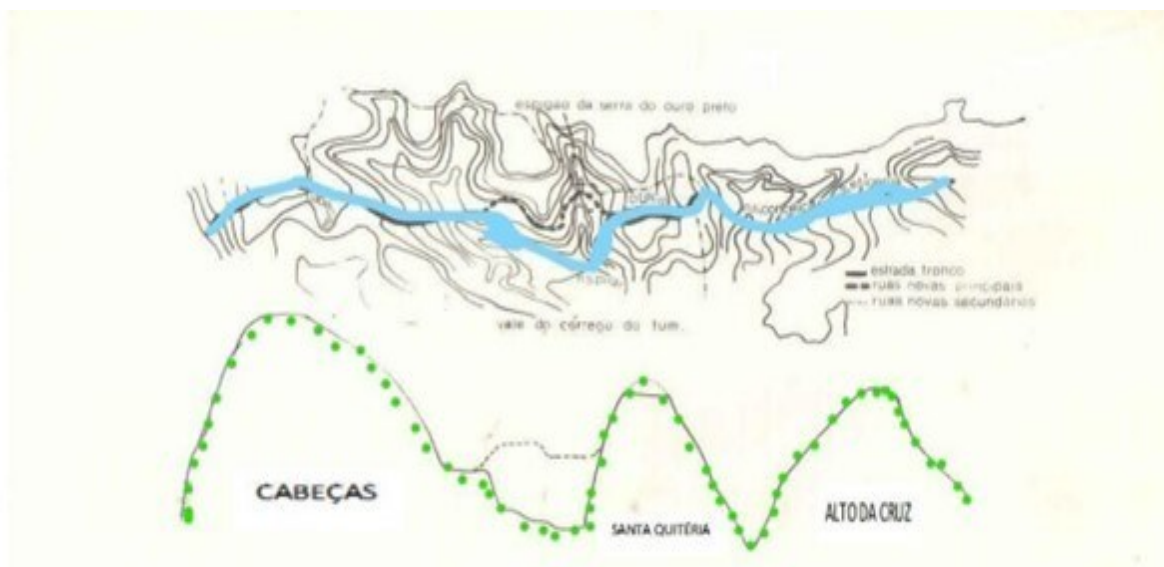 espigão da serra do ouro preto
estrada tronco
ruas novas principais
ruas novas secundárias
vale do córrego do
CABEÇAS
SANTA QUITÉRIA
ALTO DA CRUZ